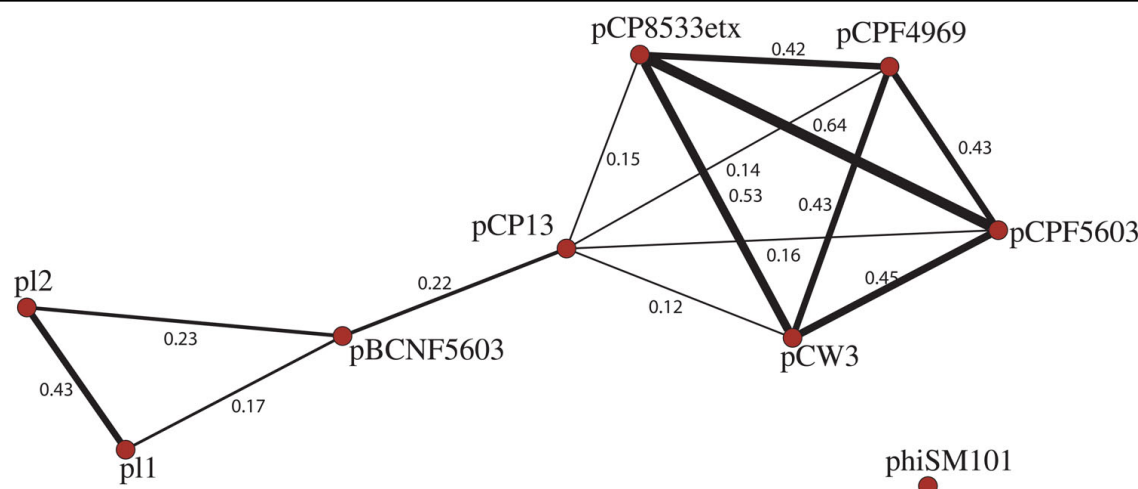 pCP8533etx
pCPF4969
0.42
0.64
0.43
0.15
0.14
0.53
0.43
pCP13
pCPF5603
0.16
0.22
0.45
pl2
0.12
0.23
pBCNF5603
pCW3
0.43
0.17
pl1
phiSM101